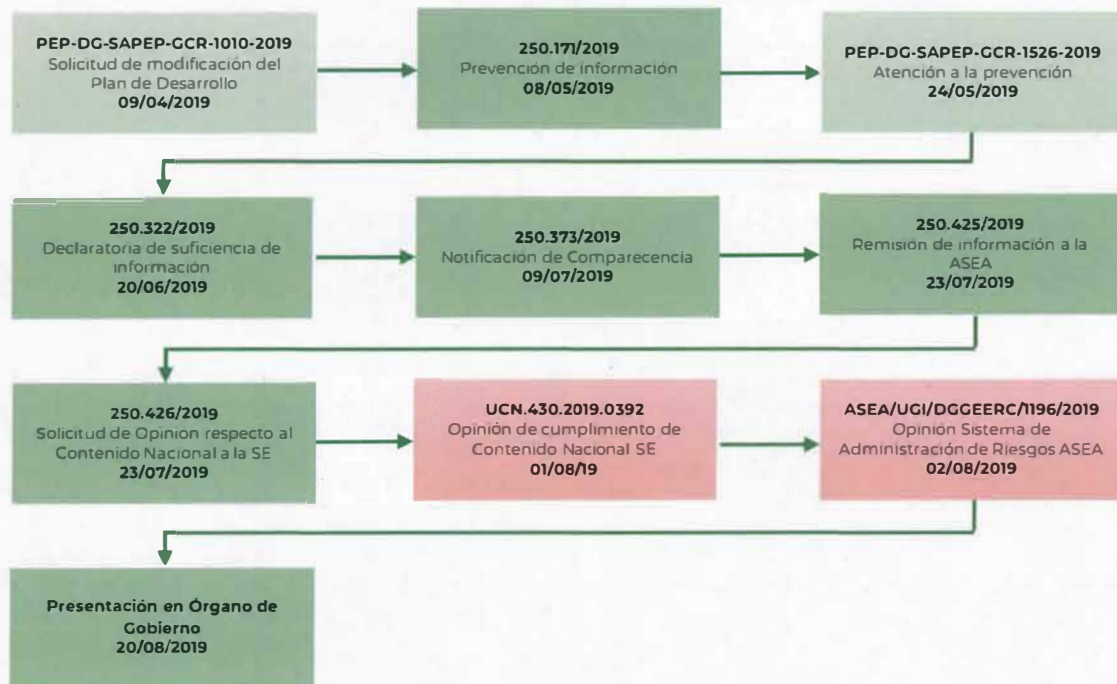 PEP-DG-SAPEP-GCR-1010-2019
Solicitud de modificación del
Plan de Desarrollo
09/04/2019
250.171/2019
Prevención de información
08/05/2019
PEP-DG-SAPEP-GCR-1526-2019
Atención a la prevención
24/05/2019
250.322/2019
Declaratoria de suficiencia de
información
20/06/2019
250.373/2019
Notificación de Comparecencia
09/07/2019
250.425/2019
Remisión de información a la
ASEA
23/07/2019
250.426/2019
Solicitud de Opinión respecto al
Contenido Nacional a la SE
23/07/2019
UCN.430.2019.0392
Opinión de cumplimiento de
Contenido Nacional SE
01/08/19
ASEA/UGI/DGGEERC/1196/2019
Opinión Sistema de
Administración de Riesgos ASEA
02/08/2019
Presentación en Órgano de
Gobierno
20/08/2019